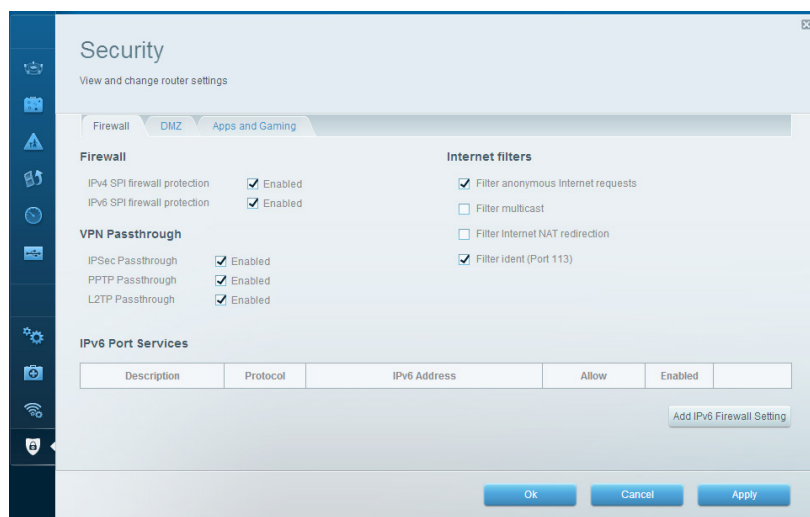 Security
View and change router settings
Firewall
DMZ
Apps and Gaming
Firewall
IPv4 SPI firewall protection
Enabled
IPv6 SPI firewall protection
Enabled
VPN Passthrough
IPSec Passthrough
Enabled
PPTP Passthrough
Enabled
L2TP Passthrough
Enabled
Internet filters
Filter anonymous Internet requests
Filter multicast
Filter Internet NAT redirection
Filter ident (Port 113)
IPv6 Port Services
Description
Protocol
IPv6 Address
Allow
Enabled
Add IPv6 Firewall Setting
Ok
Cancel
Apply